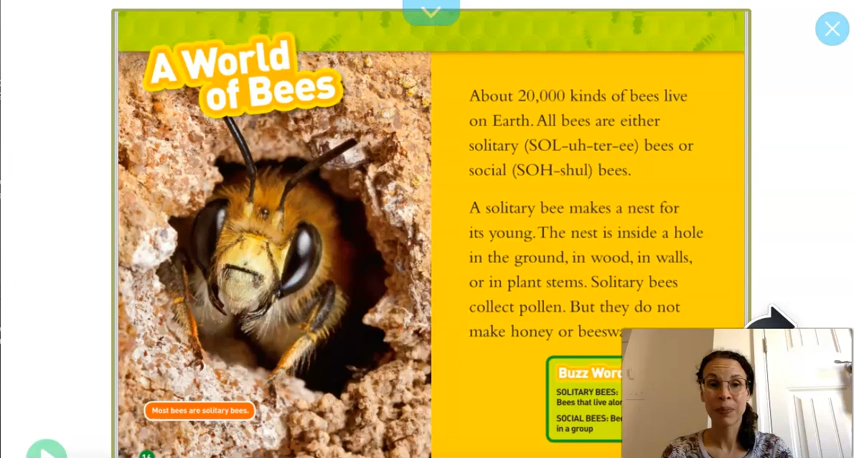 A World
of Bees
About 20,000 kinds of bees live
on Earth. All bees are either
solitary (SOL-uh-ter-ee) bees or
social (SOH-shul) bees.
A solitary bee makes a nest for
its young. The nest is inside a hole
in the ground, in wood, in walls,
or in plant stems. Solitary bees
collect pollen. But they do not
make honey or
Buzz
SOLITARY BEES:
Bees that live
SOCIAL BEES:
in a group
Most bees are solitary bees.
16